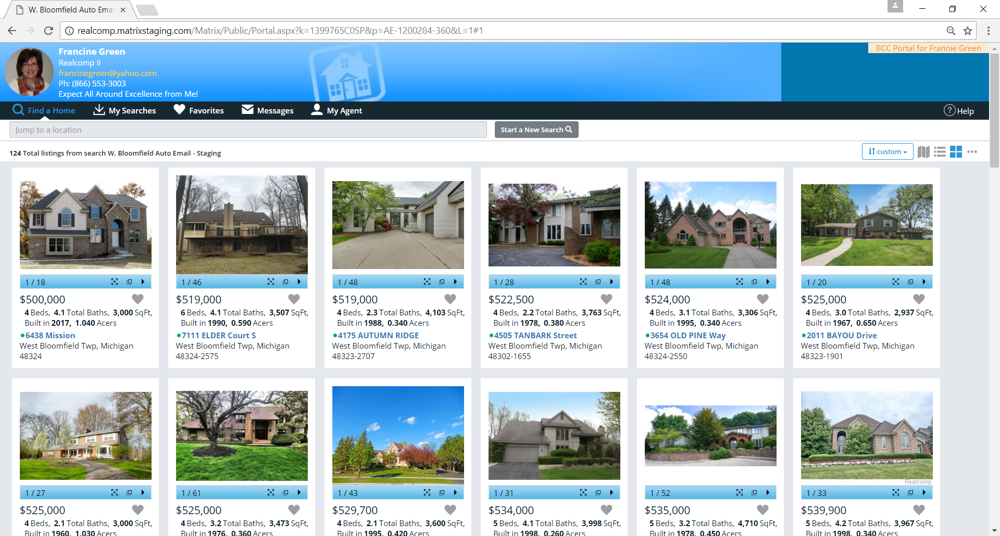 W. Bloomfield Auto Emai
realcomp.matrixstaging.com/Matrix/Public/Portal.aspx?k=1399765C0SP&p=AE-1200284-360&L=1#1
Francine Green
Realcomp II
francinegreen@yahoo.com
Ph: (866) 553-3003
Expect All Around Excellence from Me!
BCC Portal for Frannie Green
Find a Home My Searches Favorites Messages My Agent ? Help
Jump to a location Start a New Search
124 Total listings from search W. Bloomfield Auto Email - Staging custom
1 / 18 1 / 46 1 / 48 1 / 28 1 / 48 1 / 20
$500,000 $519,000 $519,000 $522,500 $524,000 $525,000
4 Beds, 4.1 Total Baths, 3,000 SqFt, 6 Beds, 4.1 Total Baths, 3,507 SqFt, 4 Beds, 2.3 Total Baths, 4,103 SqFt, 4 Beds, 2.2 Total Baths, 3,763 SqFt, 4 Beds, 3.1 Total Baths, 3,306 SqFt, 4 Beds, 3.0 Total Baths, 2,937 SqFt,
Built in 2017, 1.040 Acers Built in 1990, 0.590 Acers Built in 1988, 0.340 Acers Built in 1978, 0.380 Acers Built in 1995, 0.340 Acers Built in 1967, 0.650 Acers
6438 Mission 7111 ELDER Court S 4175 AUTUMN RIDGE 4505 TANBARK Street 3654 OLD PINE Way 2011 BAYOU Drive
West Bloomfield Twp, Michigan West Bloomfield Twp, Michigan West Bloomfield Twp, Michigan West Bloomfield Twp, Michigan West Bloomfield Twp, Michigan West Bloomfield Twp, Michigan
48324 48324-2575 48323-2707 48302-1655 48324-2550 48323-1901
Realcomp
1 / 27 1 / 61 1 / 43 1 / 31 1 / 52 1 / 33
$525,000 $525,000 $529,700 $534,000 $535,000 $539,900
4 Beds, 2.1 Total Baths, 3,000 SqFt, 4 Beds, 3.2 Total Baths, 3,473 SqFt, 4 Beds, 2.1 Total Baths, 3,600 SqFt, 5 Beds, 4.1 Total Baths, 3,998 SqFt, 5 Beds, 3.2 Total Baths, 4,710 SqFt, 5 Beds, 4.2 Total Baths, 3,967 SqFt,
Built in 1960, 1.030 Acers Built in 1976, 0.360 Acers Built in 1995, 0.420 Acers Built in 1998, 0.260 Acers Built in 1978, 0.450 Acers Built in 1998, 0.340 Acers